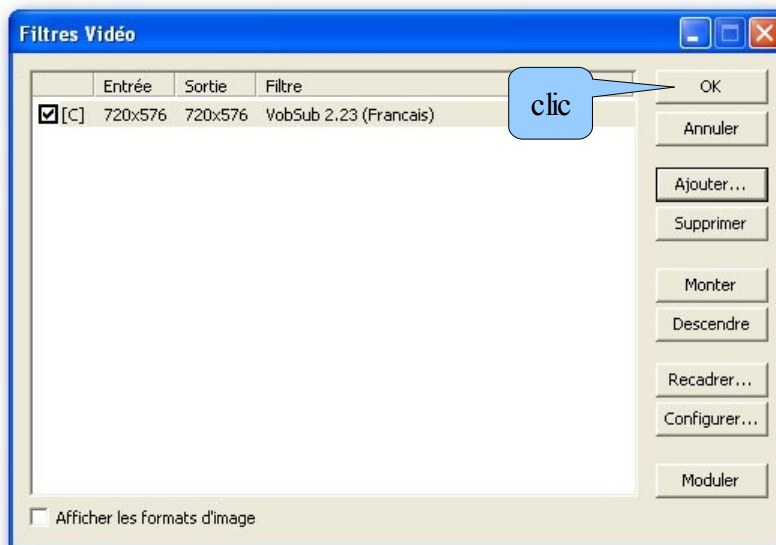 Filtres Vidéo
Entrée Sortie Filtre
[C] 720x576 720x576 VobSub 2.23 (Francais)
clic
OK
Annuler
Ajouter...
Supprimer
Monter
Descendre
Recadrer...
Configurer...
Moduler
Afficher les formats d'image